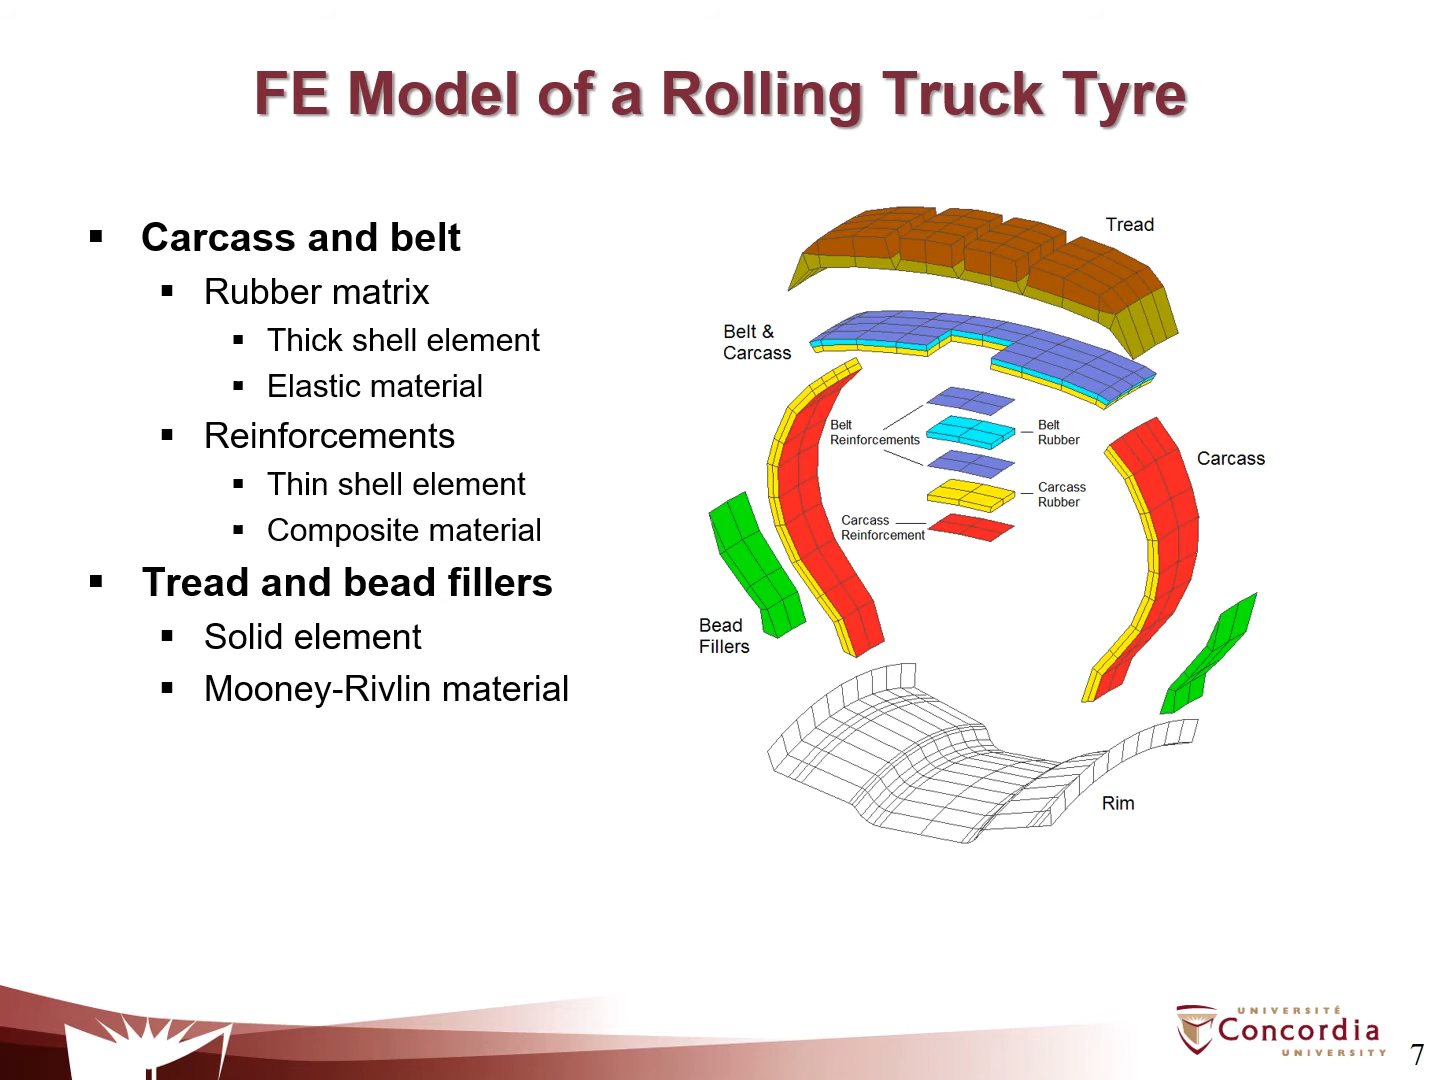 FE Model of a Rolling Truck Tyre
Carcass and belt
Rubber matrix
Thick shell element
Elastic material
Reinforcements
Thin shell element
Composite material
Tread and bead fillers
Solid element
Mooney-Rivlin material
Tread
Belt &
Carcass
Belt
Reinforcements
Belt
Rubber
Carcass
Carcass
Rubber
Carcass
Reinforcement
Bead
Fillers
Rim
UNIVERSITÉ
Concordia
UNIVERSITY
7